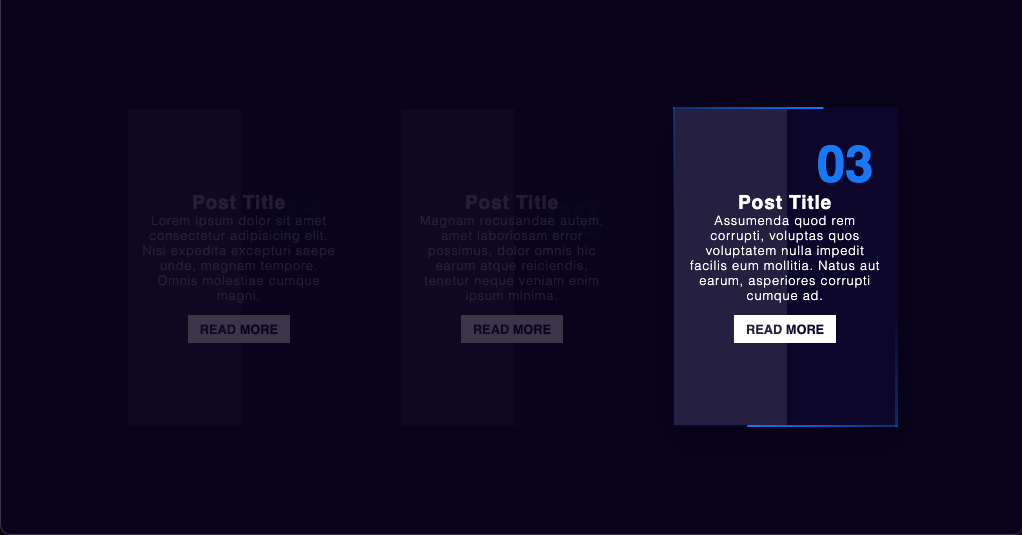 Post Title
Lorem ipsum dolor sit amet
consectetur adipisicing elit.
Nisi expedita excepturi saepe
unde, magnam tempore.
Omnis molestiae cumque
magni.
READ MORE
Post Title
Magnam recusandae autem,
amet laboriosam error
possimus, dolor omnis hic
earum atque reiciendis,
tenetur neque veniam enim
ipsum minima.
READ MORE
03
Post Title
Assumenda quod rem
corrupti, voluptas quos
voluptatem nulla impedit
facilis eum mollitia. Natus aut
earum, asperiores corrupti
cumque ad.
READ MORE